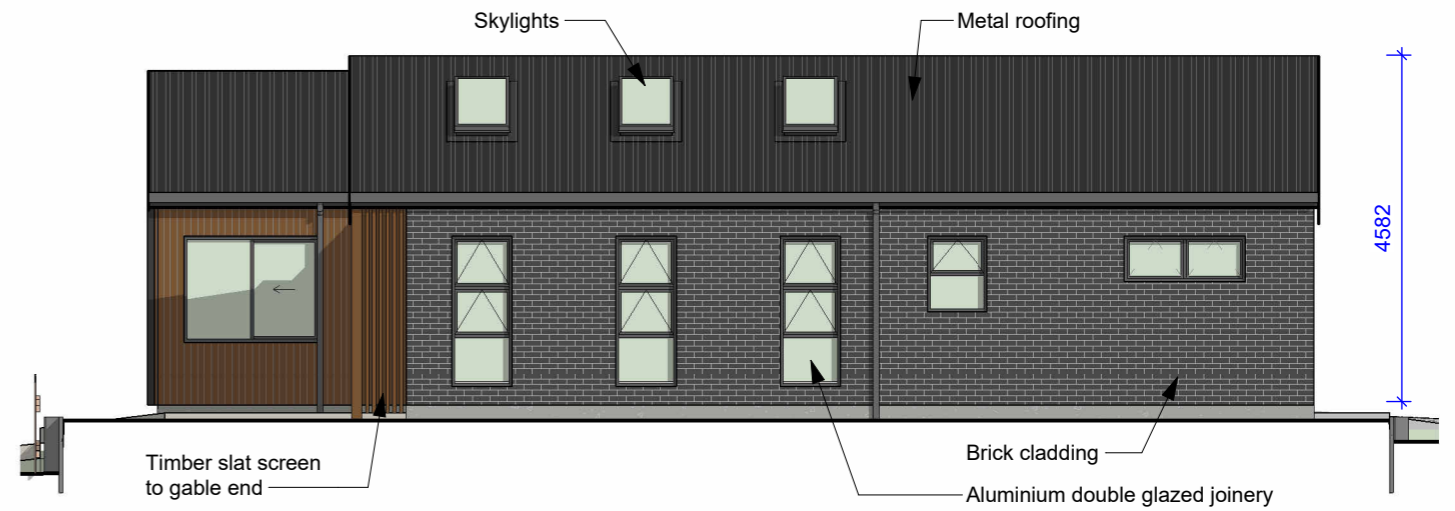 Skylights
Metal roofing
4582
Timber slat screen
to gable end
Brick cladding
Aluminium double glazed joinery